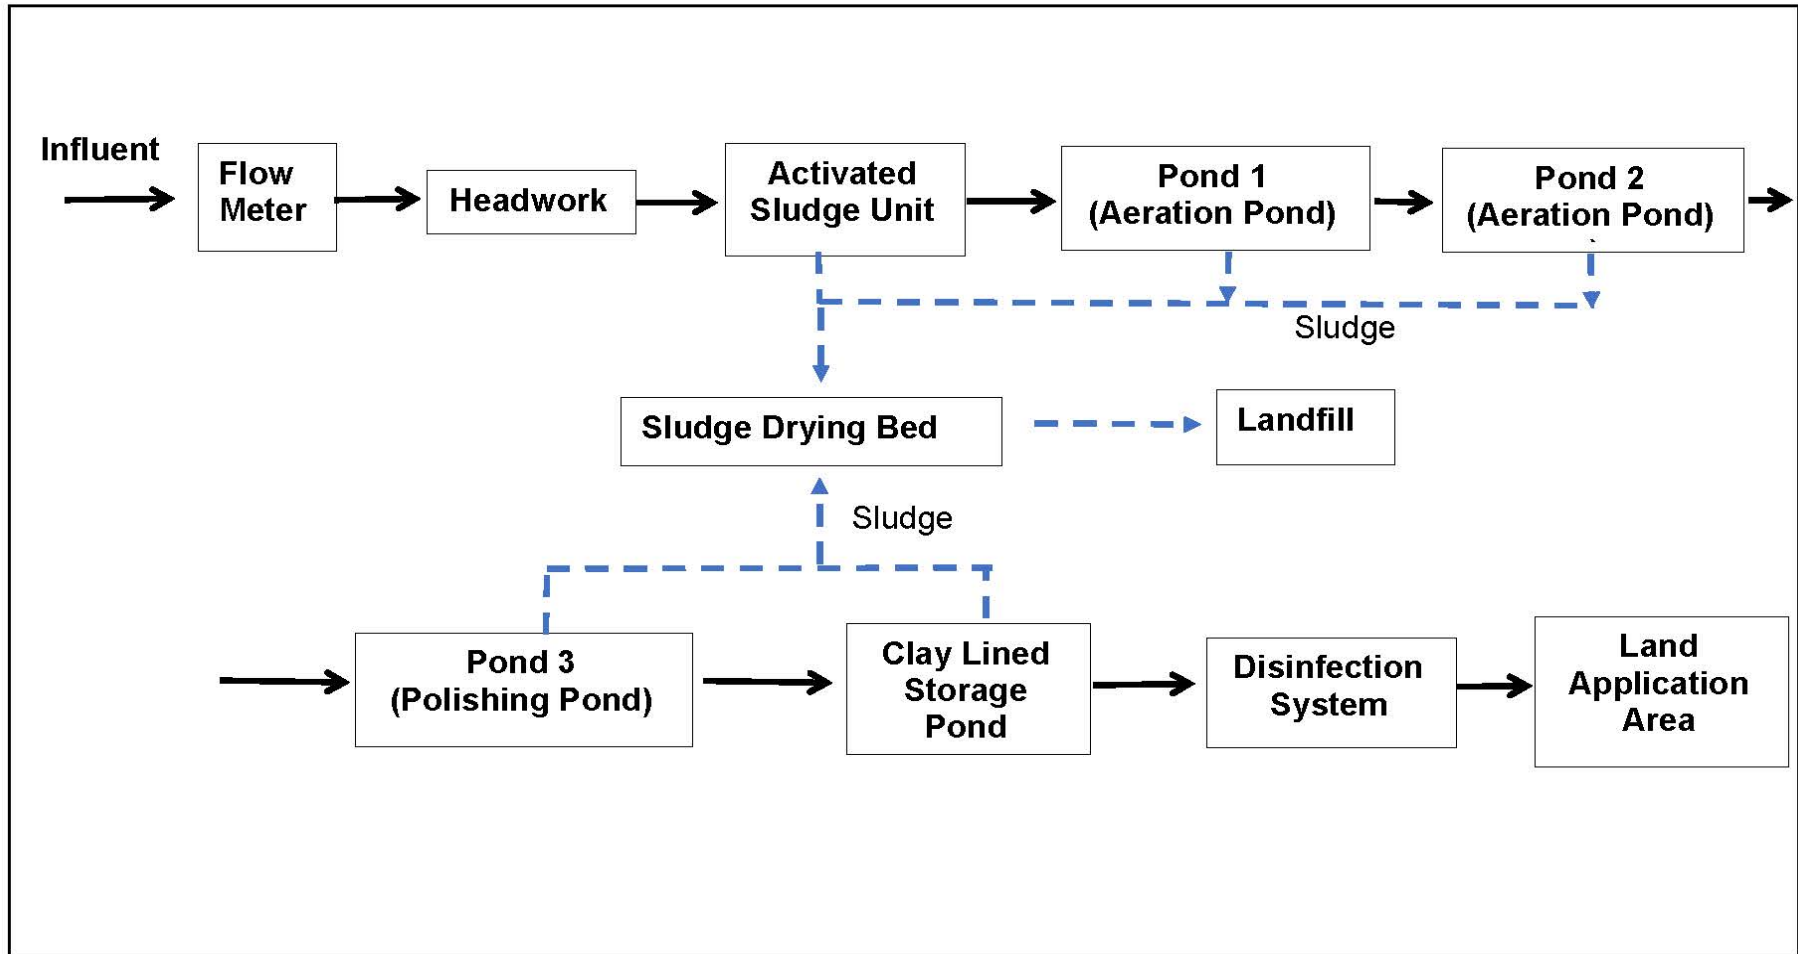 Influent
Flow
Meter
Headwork
Activated
Sludge Unit
Pond 1
(Aeration Pond)
Pond 2
(Aeration Pond)
Sludge
Sludge Drying Bed
Landfill
Sludge
Pond 3
(Polishing Pond)
Clay Lined
Storage
Pond
Disinfection
System
Land
Application
Area